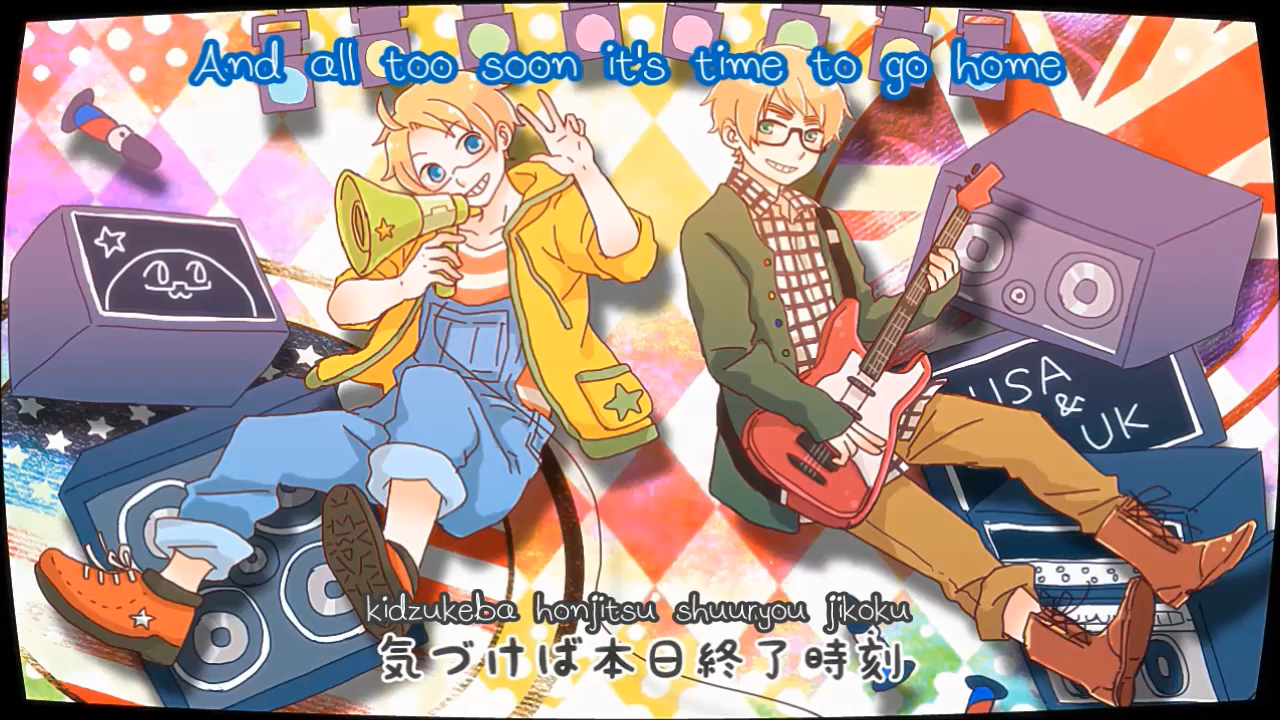 And all too soon it's time to go home
USA
&
UK
kidzukeba honjitsu shuuryou jikoku
気づけば本日終了時刻